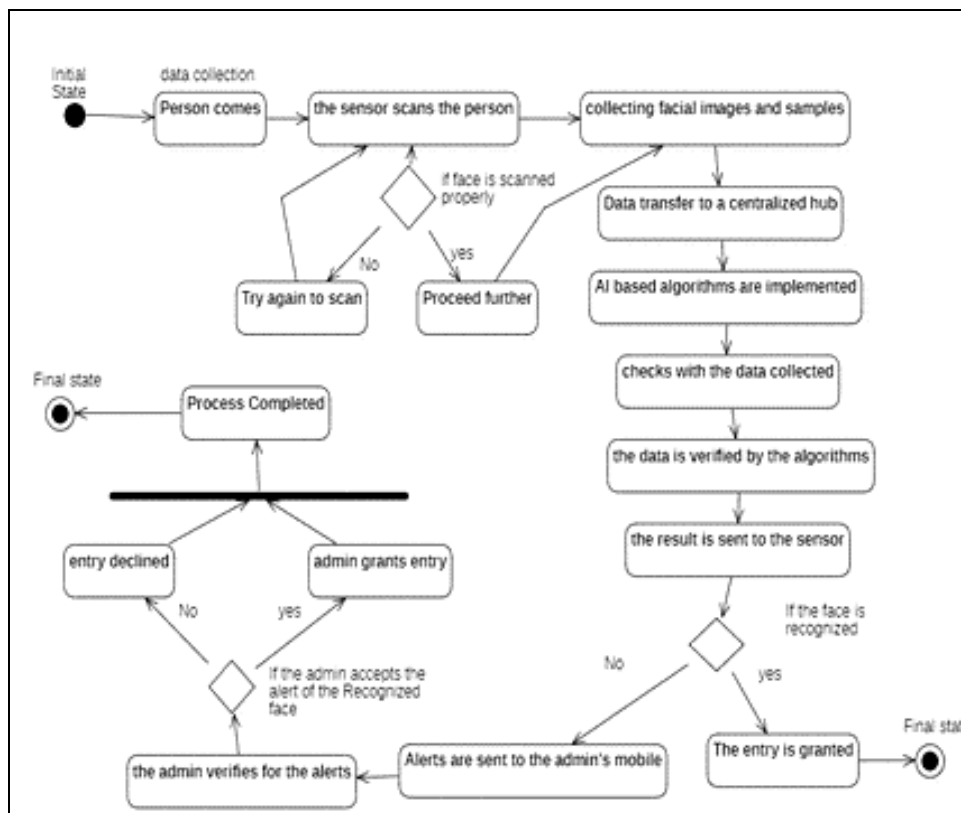 Initial
State
data collection
Person comes
the sensor scans the person
collecting facial images and samples
if face is scanned
properly
Data transfer to a centralized hub
No
yes
Try again to scan
Proceed further
AI based algorithms are implemented
checks with the data collected
Final state
Process Completed
the data is verified by the algorithms
the result is sent to the sensor
entry declined
admin grants entry
No
yes
If the face is
recognized
No
yes
If the admin accepts the
alert of the Recognized
face
Final state
The entry is granted
Alerts are sent to the admin's mobile
the admin verifies for the alerts